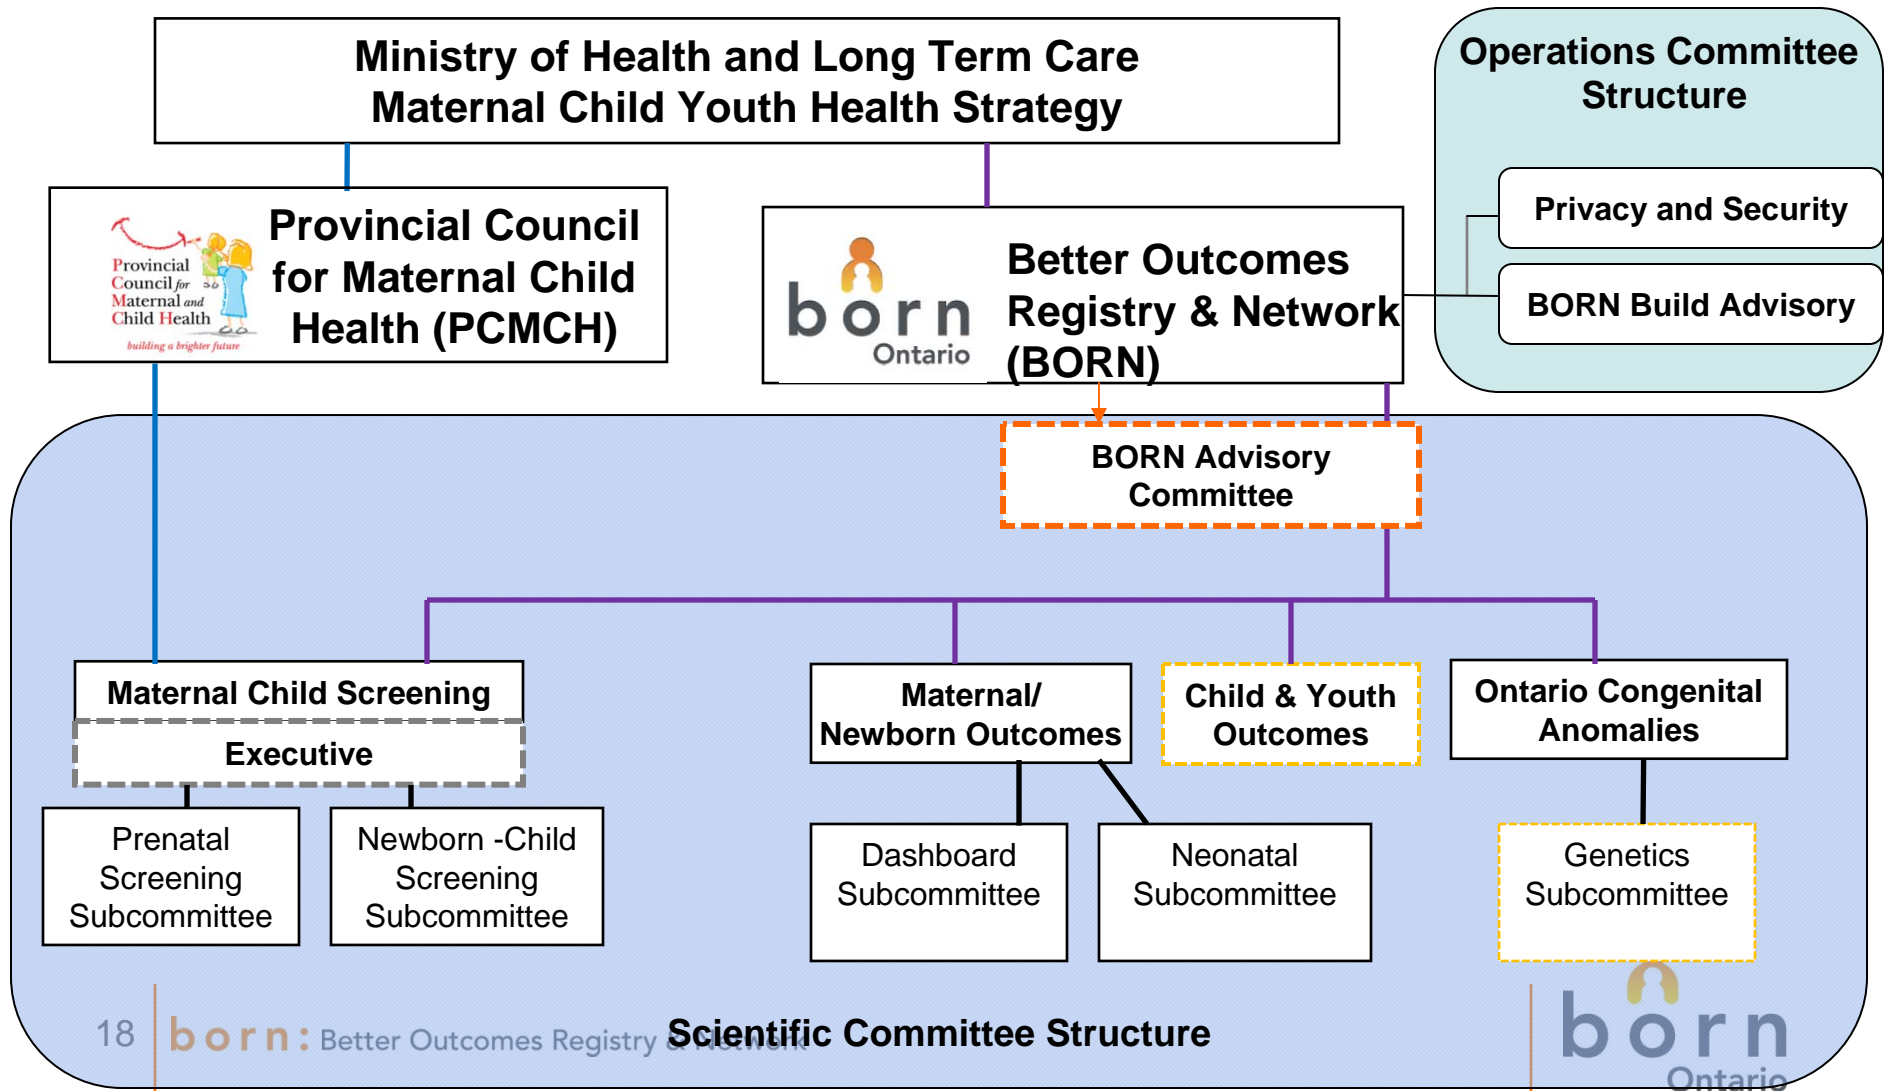 Ministry of Health and Long Term Care
Maternal Child Youth Health Strategy
Operations Committee
Structure
Privacy and Security
BORN Build Advisory
Provincial
Council for
Maternal and
Child Health
building a brighter future
Provincial Council
for Maternal Child
Health (PCMCH)
born
Ontario
Better Outcomes
Registry & Network
(BORN)
BORN Advisory
Committee
Maternal Child Screening
Executive
Maternal/
Newborn Outcomes
Child & Youth
Outcomes
Ontario Congenital
Anomalies
Prenatal
Screening
Subcommittee
Newborn -Child
Screening
Subcommittee
Dashboard
Subcommittee
Neonatal
Subcommittee
Genetics
Subcommittee
18
born: Better Outcomes Registry & Network
Scientific Committee Structure
born
Ontario